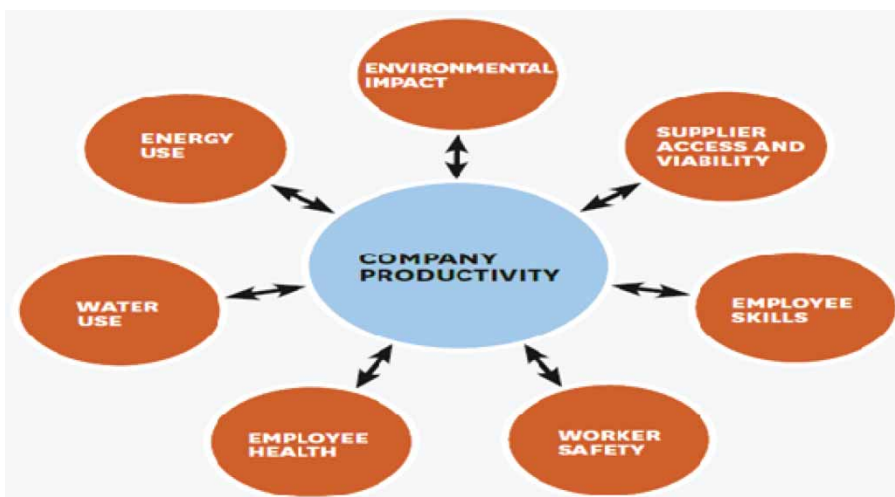 ENVIRONMENTAL
IMPACT
SUPPLIER
ACCESS AND
VIABILITY
EMPLOYEE
SKILLS
WORKER
SAFETY
EMPLOYEE
HEALTH
WATER
USE
ENERGY
USE
COMPANY
PRODUCTIVITY